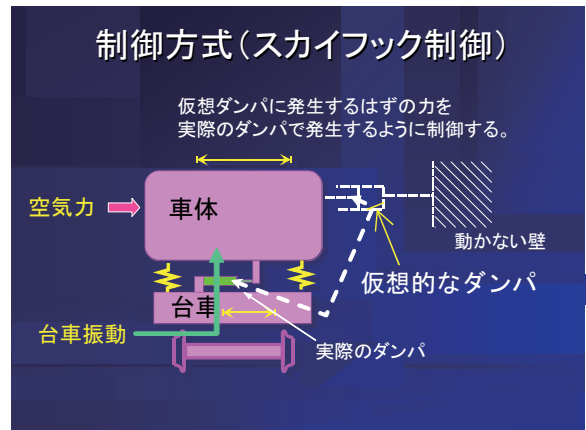 制御方式（スカイフック制御）
仮想ダンパに発生するはずの力を
実際のダンパで発生するように制御する。
空気力
車体
動かない壁
仮想的なダンパ
台車
台車振動
実際のダンパ